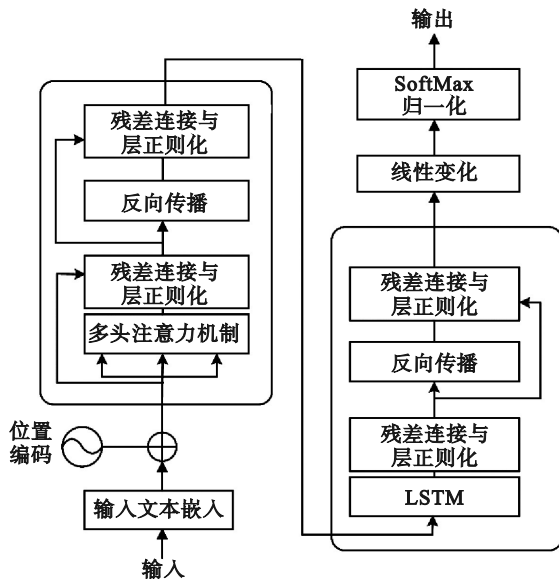 输出
SoftMax
归一化
线性变化
残差连接与
层正则化
反向传播
残差连接与
层正则化
多头注意力机制
位置
编码
输入文本嵌入
输入
残差连接与
层正则化
反向传播
残差连接与
层正则化
LSTM